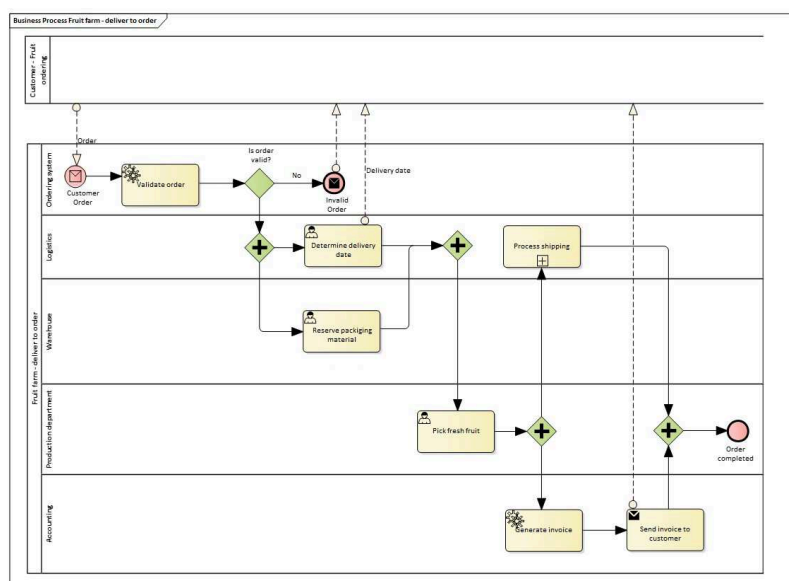 Business Process Fruit farm - deliver to order
Customer - Fruit
ordering
Order
Fruit farm - deliver to order
Ordering system
Customer
Order
Validate order
Is order
valid?
No
Invalid
Order
Delivery date
Logistics
Determine delivery
date
Process shipping
Warehouse
Reserve packiging
material
Production department
Pick fresh fruit
Order
completed
Accounting
Generate invoice
Send invoice to
customer